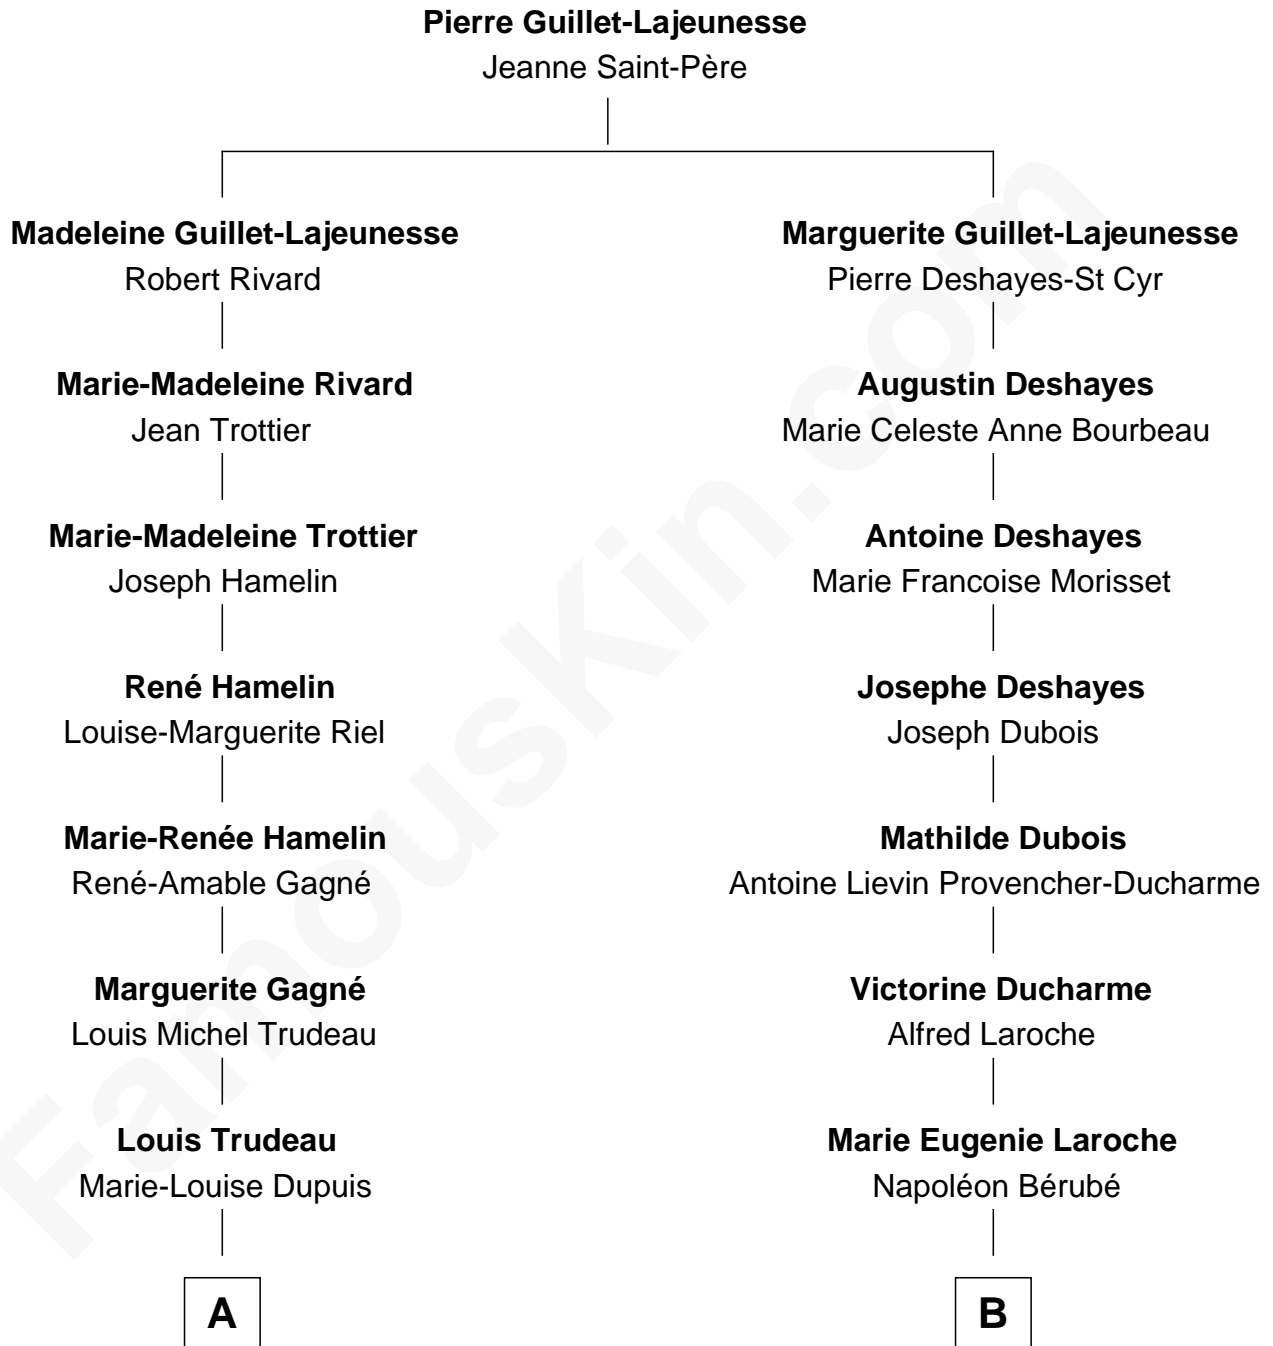 Pierre Guillet-Lajeunesse
Jeanne Saint-Père
Madeleine Guillet-Lajeunesse
Robert Rivard
Marguerite Guillet-Lajeunesse
Pierre Deshayes-St Cyr
Marie-Madeleine Rivard
Jean Trottier
Augustin Deshayes
Marie Celeste Anne Bourbeau
Marie-Madeleine Trottier
Joseph Hamelin
Antoine Deshayes
Marie Francoise Morisset
René Hamelin
Louise-Marguerite Riel
Josephe Deshayes
Joseph Dubois
Marie-Renée Hamelin
René-Amable Gagné
Mathilde Dubois
Antoine Lievin Provencher-Ducharme
Marguerite Gagné
Louis Michel Trudeau
Victorine Ducharme
Alfred Laroche
Louis Trudeau
Marie-Louise Dupuis
Marie Eugenie Laroche
Napoléon Bérubé
A
B
FamousKin.com